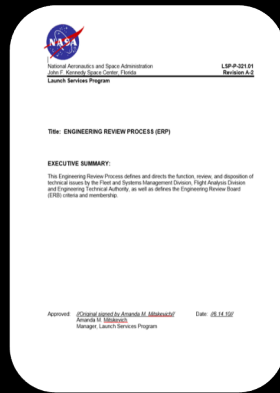 NASA
National Aeronautics and Space Administration
John F. Kennedy Space Center, Florida
LSP-P-321.01
Revision A-2
Launch Services Program
Title: ENGINEERING REVIEW PROCESS (ERP)
EXECUTIVE SUMMARY:
This Engineering Review Process defines and directs the function, review, and disposition of
technical issues by the Fleet and Systems Management Division, Flight Analysis Division
and Engineering Technical Authority, as well as defines the Engineering Review Board
(ERB) criteria and membership.
Approved: //Original signed by Amanda M. Mitskevich// Date: //8.14.15//
Amanda M. Mitskevich
Manager, Launch Services Program